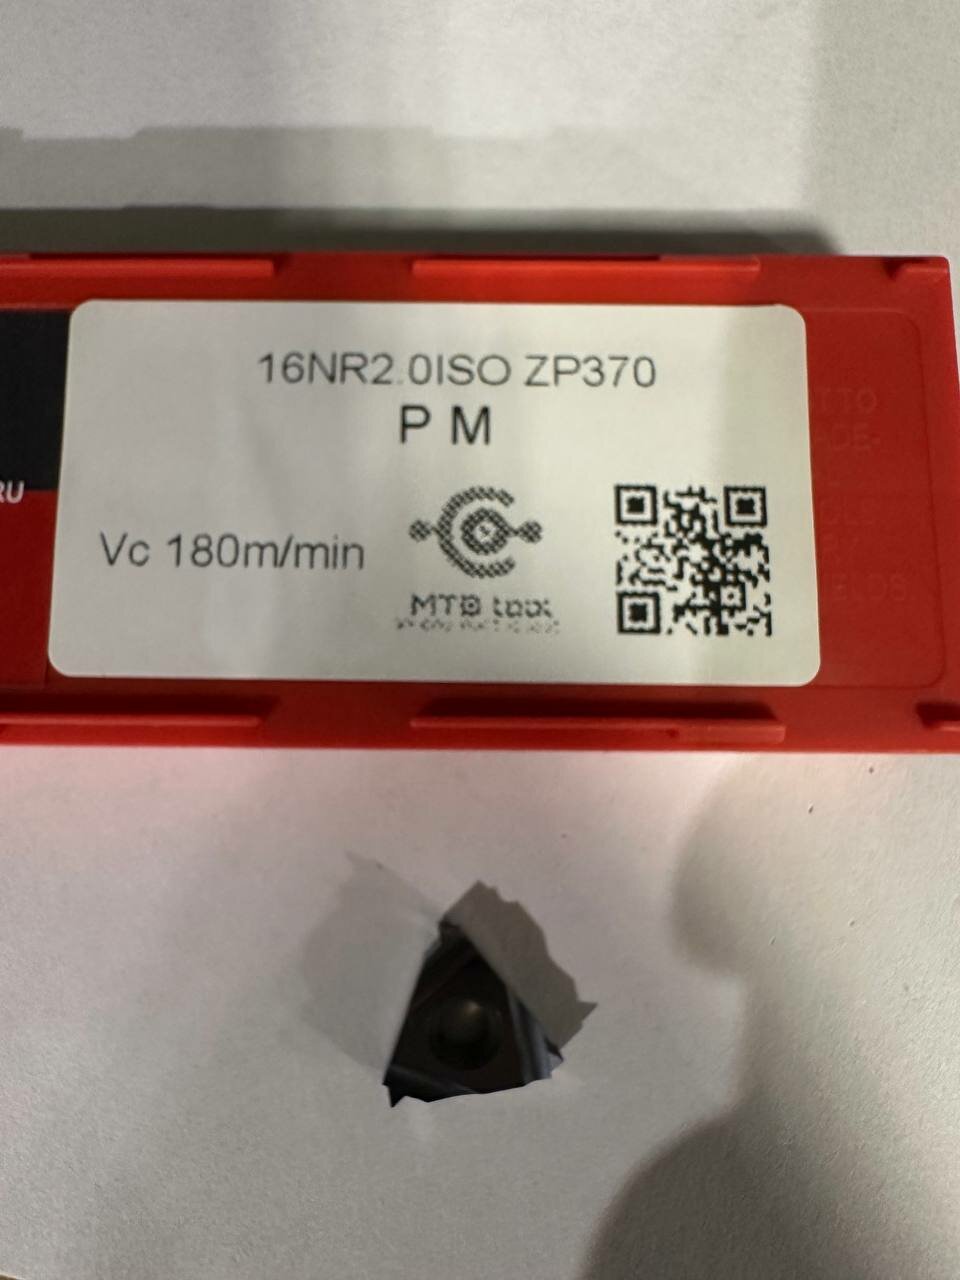 16NR2.0ISO ZP370
P M
RU
Vc 180m/min
MTD tool